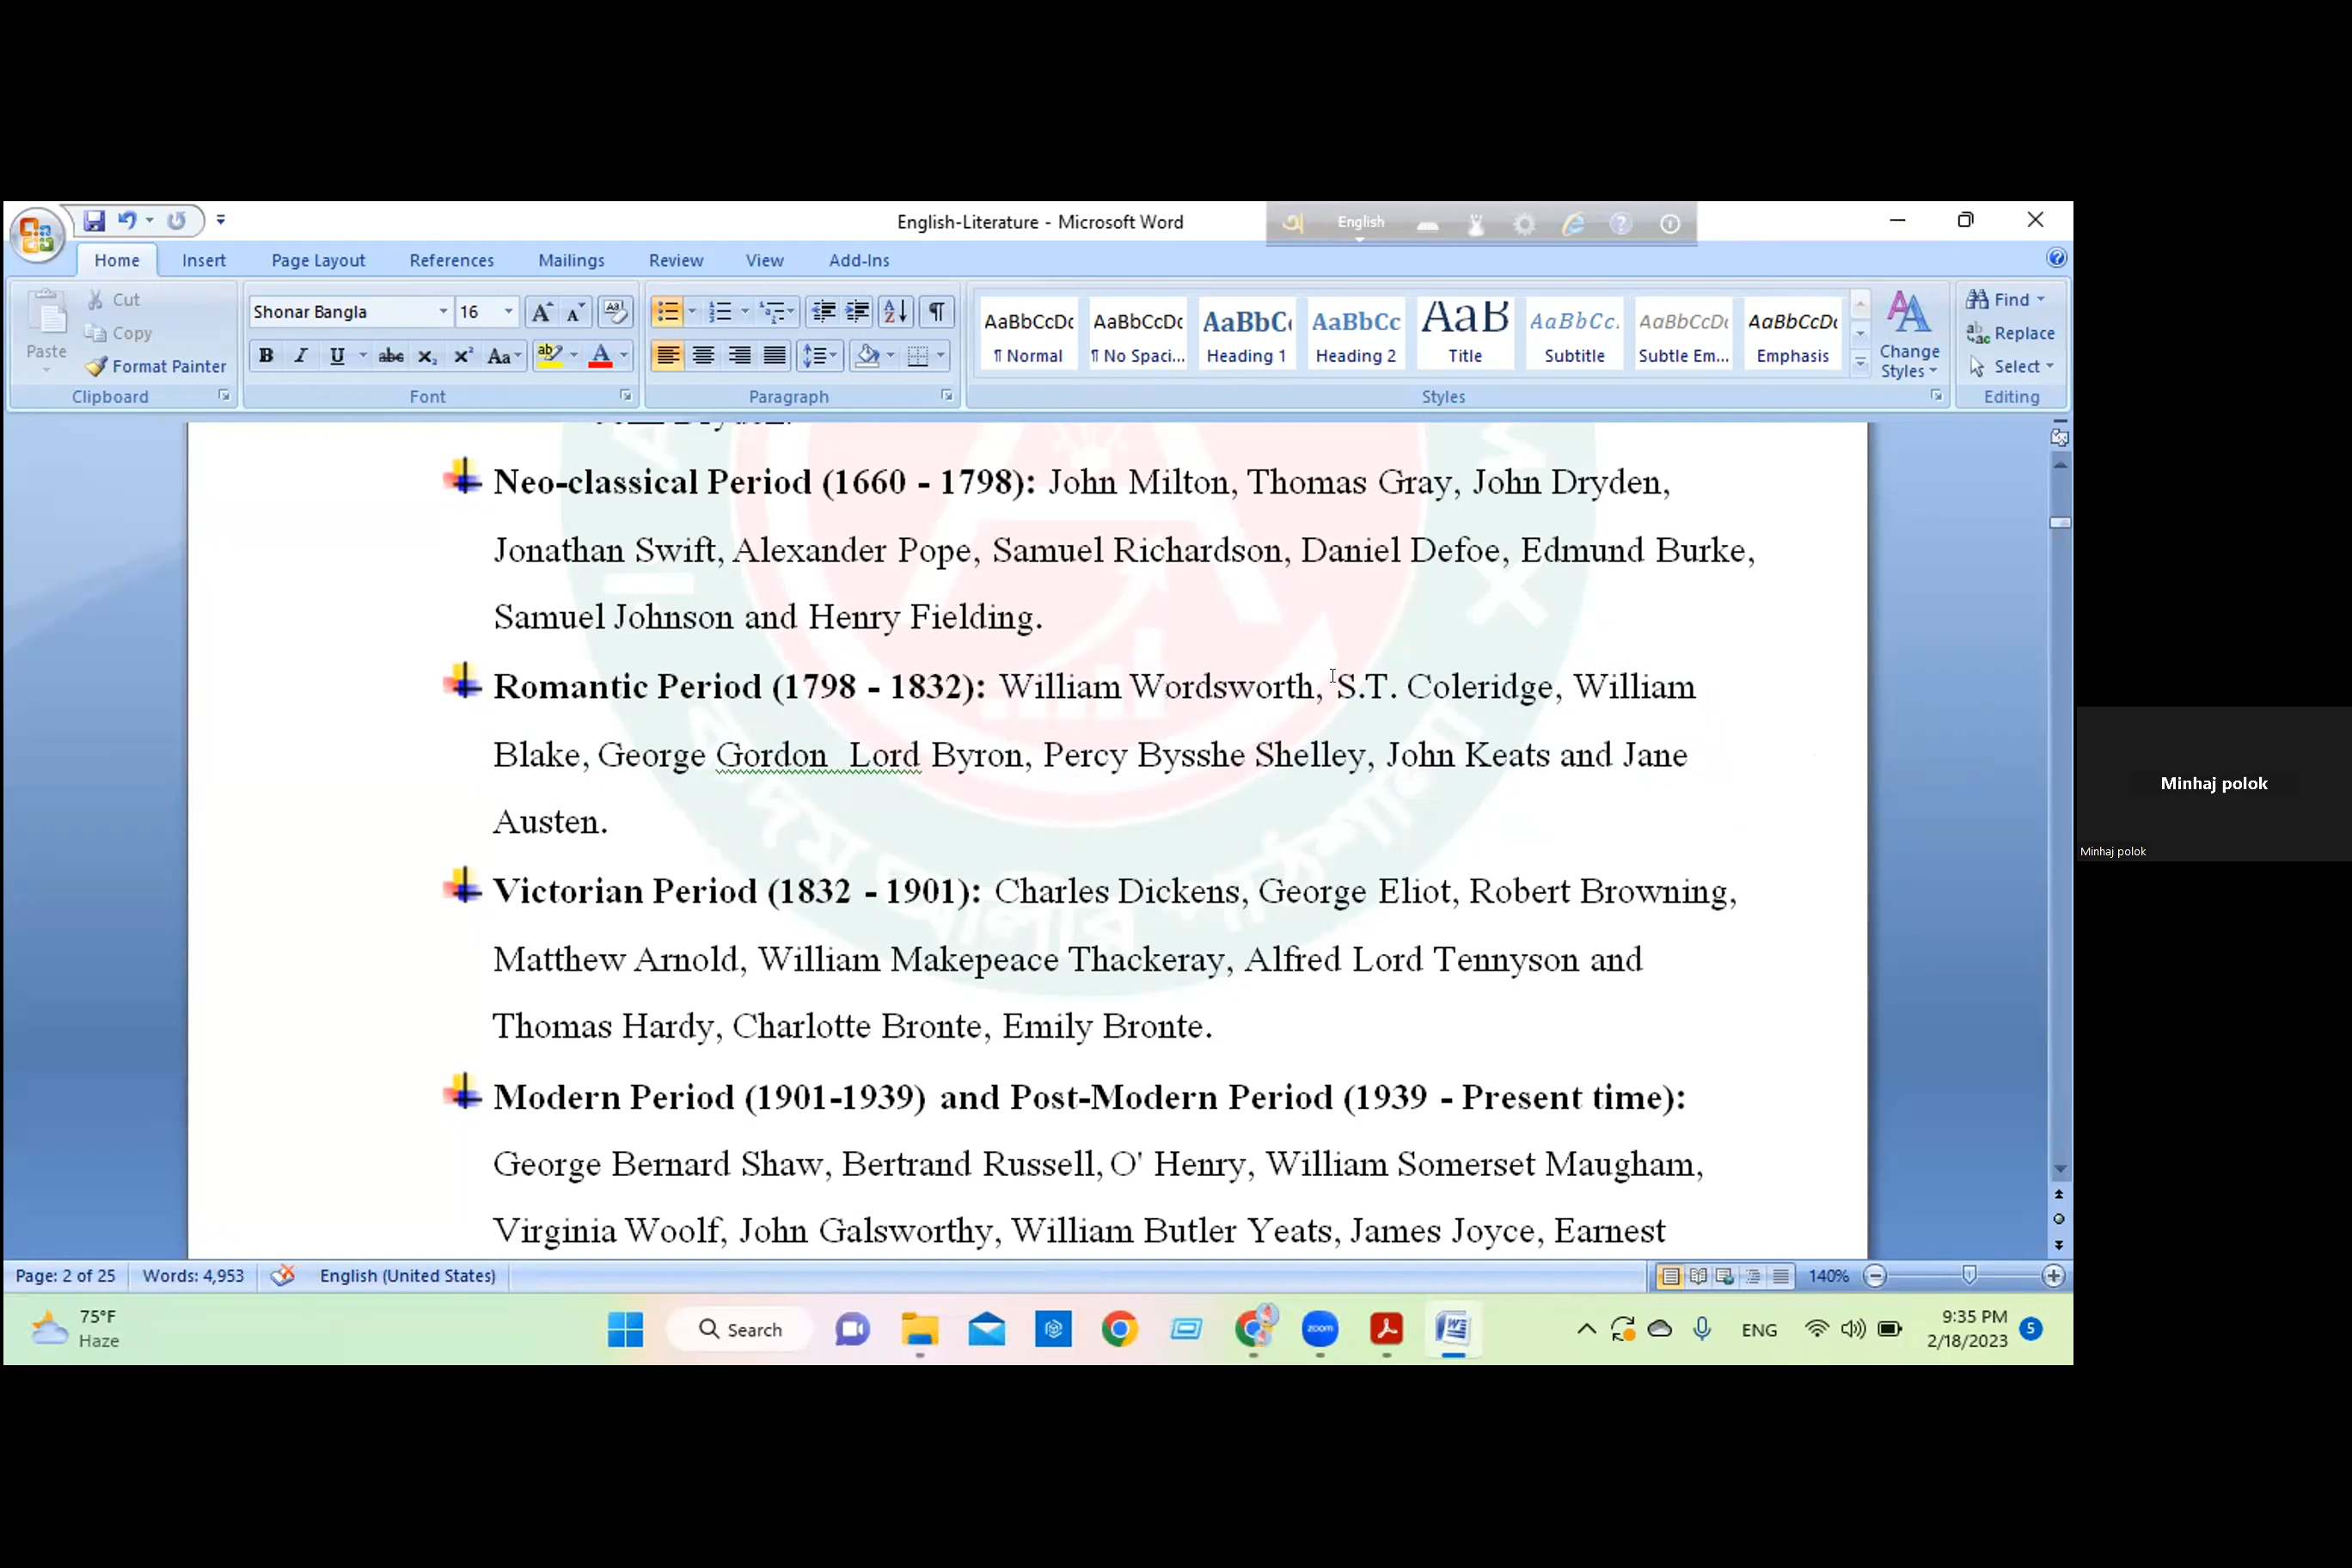 English-Literature - Microsoft Word
English
Home Insert Page Layout References Mailings Review View Add-Ins
Paste
Cut
Copy
Format Painter
Clipboard
Shonar Bangla 16
Font
Paragraph
AaBbCcDc AaBbCcDc AaBbC AaBbCc AaB AaBbCc. AaBbCcDc AaBbCcDc
¶ Normal ¶ No Spaci... Heading 1 Heading 2 Title Subtitle Subtle Em... Emphasis
Change Styles
Styles
Find
Replace
Select
Editing
Neo-classical Period (1660 - 1798): John Milton, Thomas Gray, John Dryden,
Jonathan Swift, Alexander Pope, Samuel Richardson, Daniel Defoe, Edmund Burke,
Samuel Johnson and Henry Fielding.
Romantic Period (1798 - 1832): William Wordsworth, S.T. Coleridge, William
Blake, George Gordon Lord Byron, Percy Bysshe Shelley, John Keats and Jane
Austen.
Victorian Period (1832 - 1901): Charles Dickens, George Eliot, Robert Browning,
Matthew Arnold, William Makepeace Thackeray, Alfred Lord Tennyson and
Thomas Hardy, Charlotte Bronte, Emily Bronte.
Modern Period (1901-1939) and Post-Modern Period (1939 - Present time):
George Bernard Shaw, Bertrand Russell, O' Henry, William Somerset Maugham,
Virginia Woolf, John Galsworthy, William Butler Yeats, James Joyce, Earnest
Minhaj polok
Minhaj polok
Page: 2 of 25 Words: 4,953 English (United States) 140%
75°F
Haze
Search
zoom
ENG
9:35 PM
2/18/2023
5